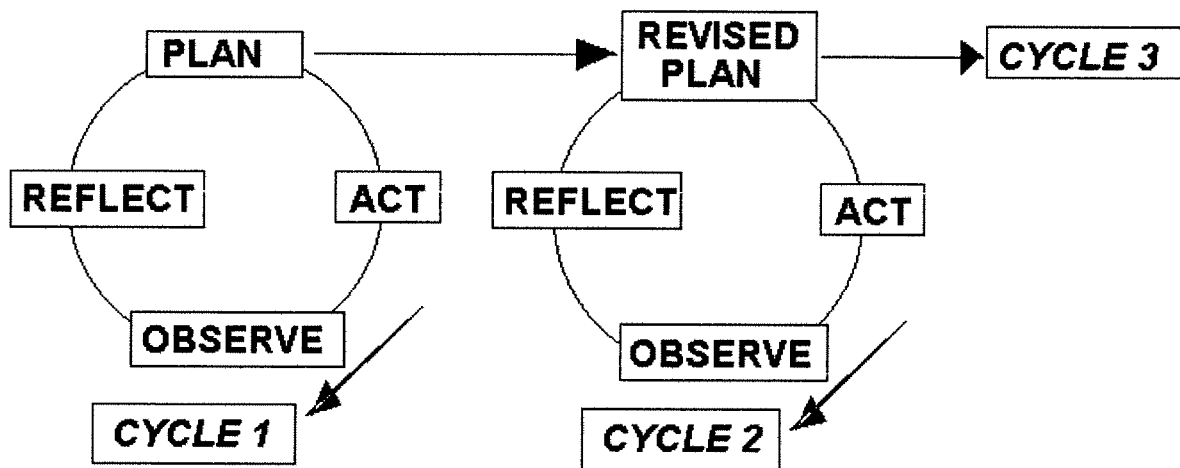 PLAN
REVISED
PLAN
CYCLE 3
REFLECT
ACT
REFLECT
ACT
OBSERVE
OBSERVE
CYCLE 1
CYCLE 2